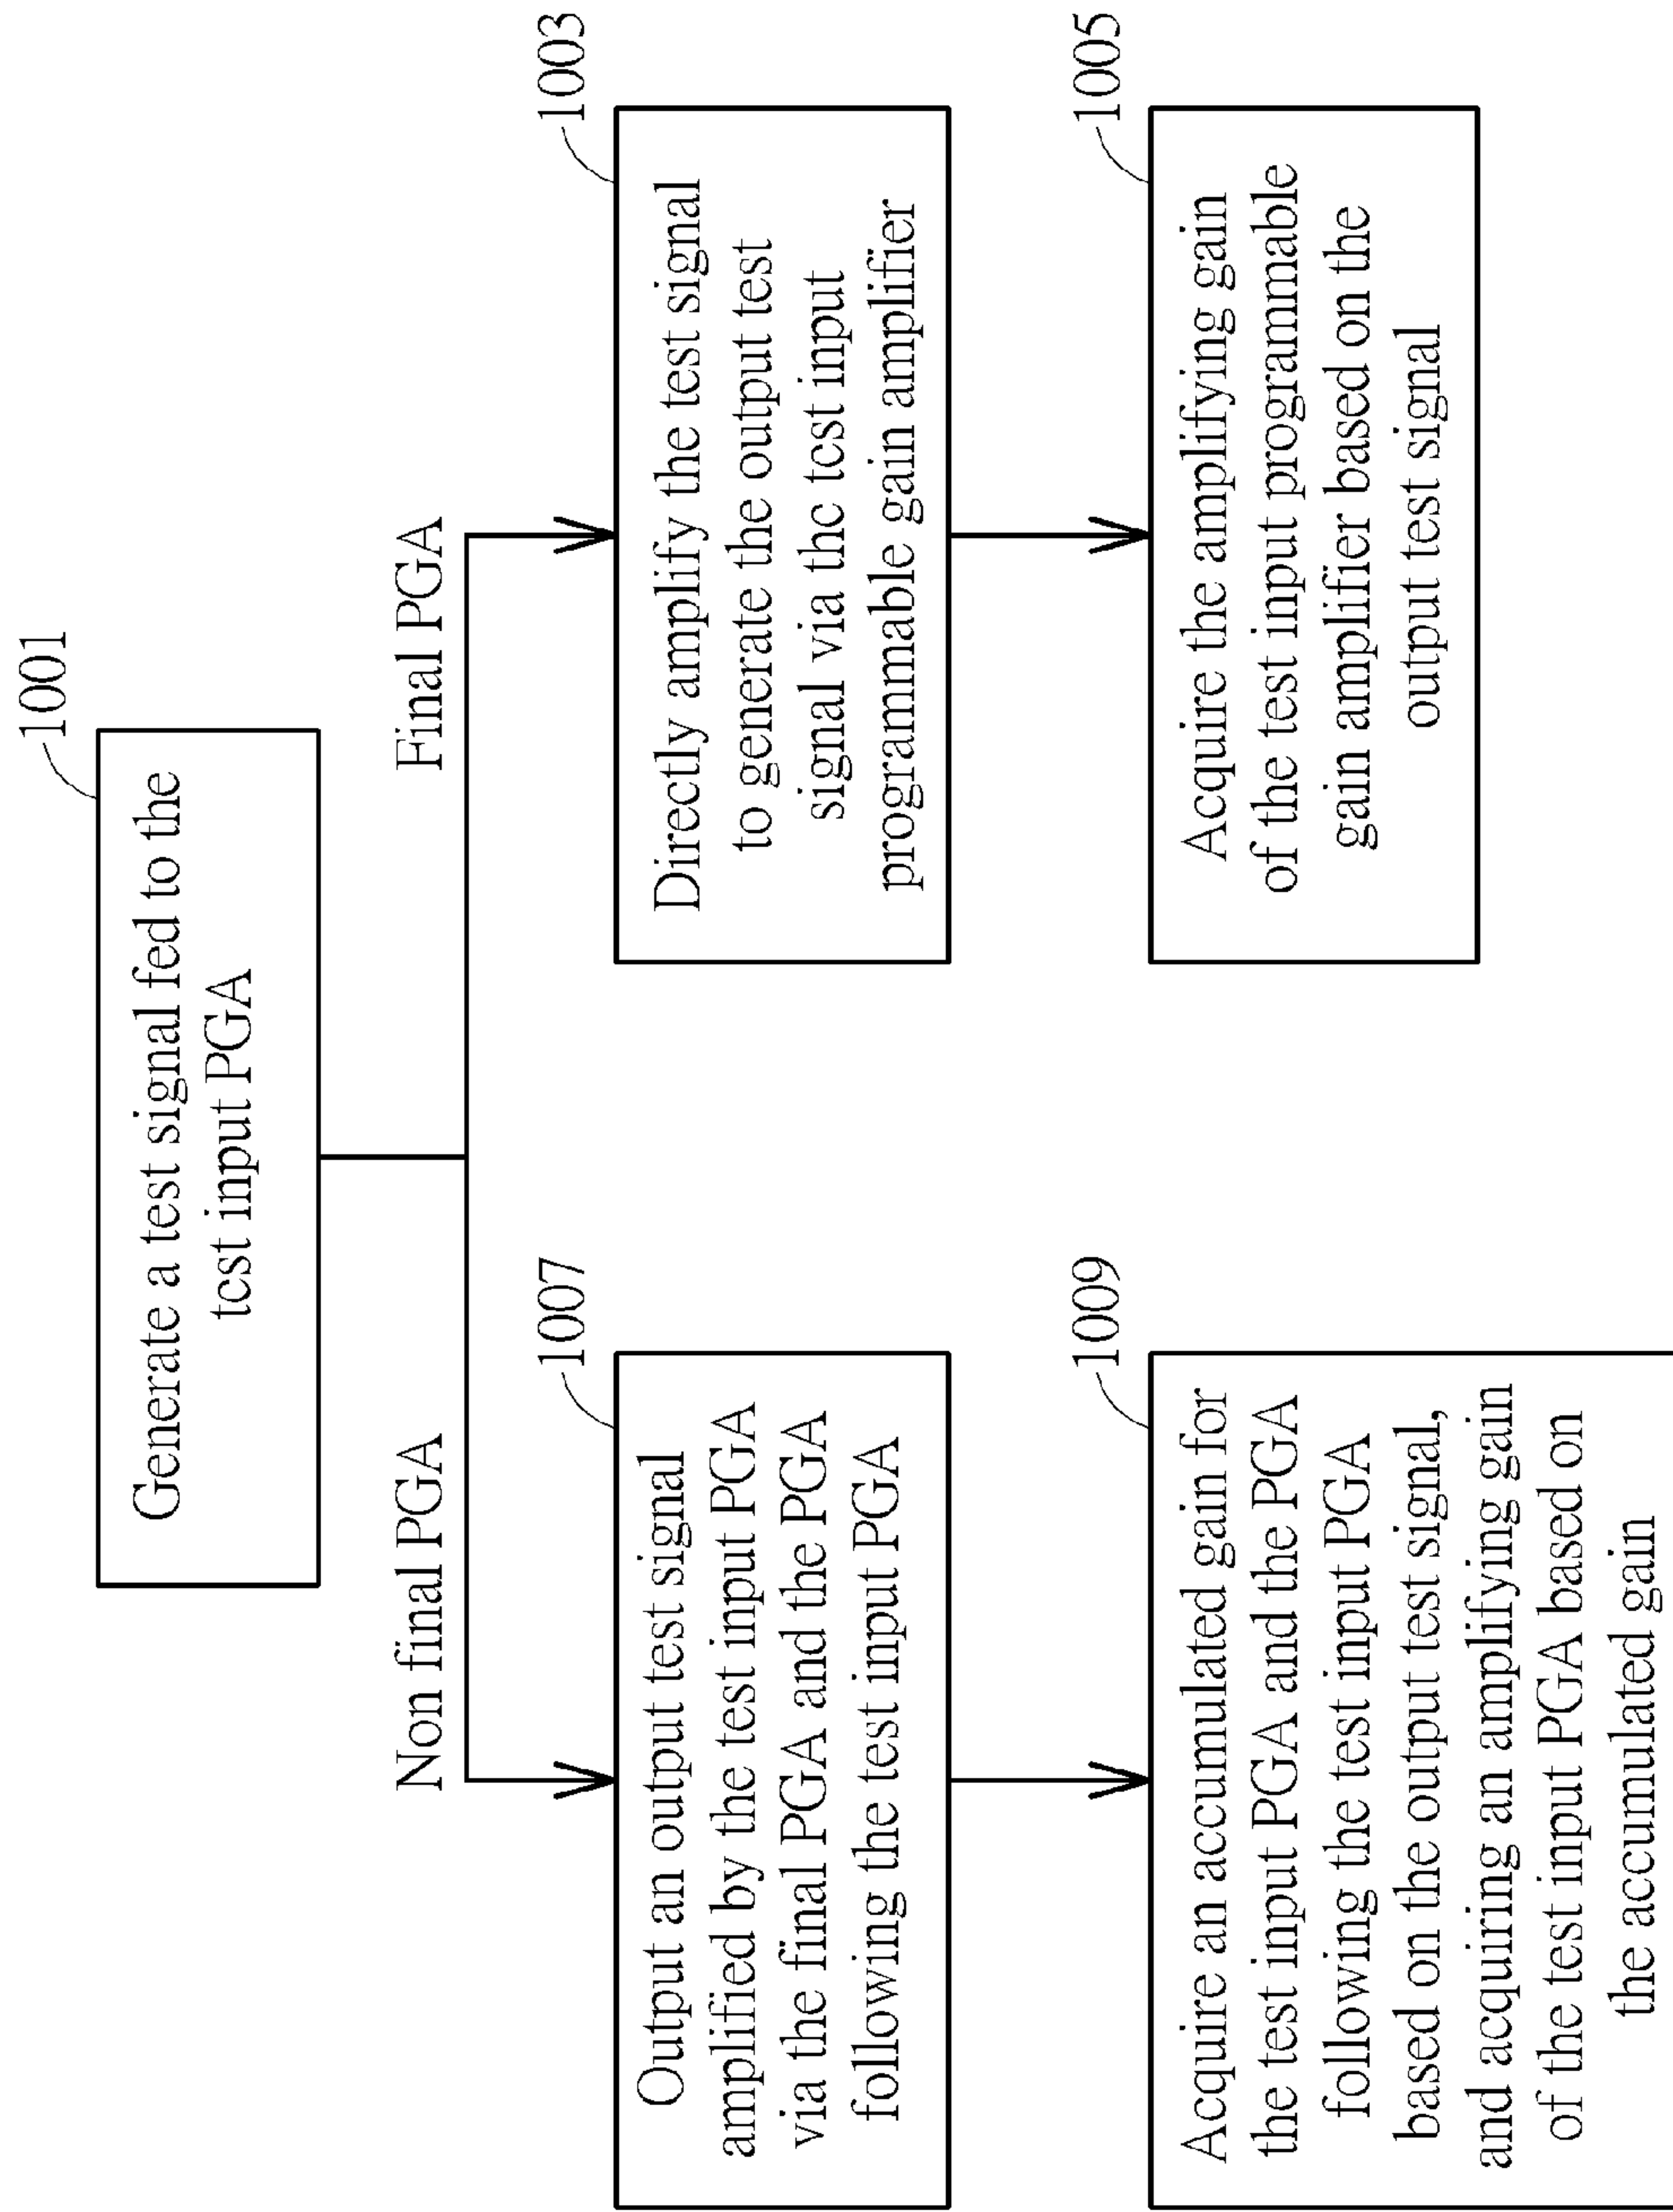 1001
Generate a test signal fed to the
test input PGA
Non final PGA
Final PGA
1007
Output an output test signal
amplified by the test input PGA
via the final PGA and the PGA
following the test input PGA
1009
Acquire an accumulated gain for
the test input PGA and the PGA
following the test input PGA
based on the output test signal,
and acquiring an amplifying gain
of the test input PGA based on
the accumulated gain
1003
Directly amplify the test signal
to generate the output test
signal via the test input
programmable gain amplifier
1005
Acquire the amplifying gain
of the test input programmable
gain amplifier based on the
output test signal